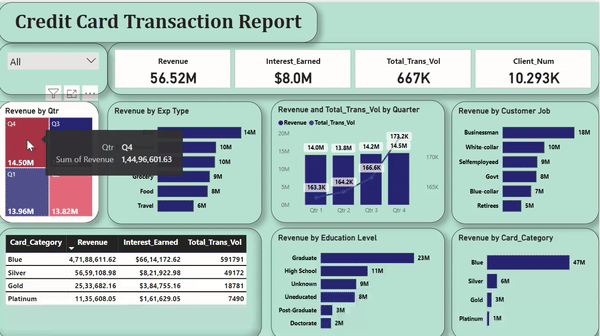 Credit Card Transaction Report
All
Revenue
56.52M
Interest_Earned
$8.0M
Total_Trans_Vol
667K
Client_Num
10.293K
Revenue by Qtr
Q4
14.50M
Q3
Q1
13.96M
13.82M
Qtr Q4
Sum of Revenue 1,44,96,601.63
Revenue by Exp Type
14M
10M
10M
Grocery 9M
Food 8M
Travel 6M
Revenue and Total_Trans_Vol by Quarter
Revenue Total_Trans_Vol
20M
15M
10M
5M
0M
14.0M
13.8M
14.2M
173.2K
14.5M
163.3K
164.2K
166.6K
170K
165K
Qtr 1
Qtr 2
Qtr 3
Qtr 4
Revenue by Customer Job
Businessman 18M
White-collar 10M
Selfemployeed 9M
Govt 8M
Blue-collar 7M
Retirees 5M
Card_Category Revenue Interest_Earned Total_Trans_Vol
Blue 4,71,88,611.62 $66,14,172.62 591791
Silver 56,59,108.98 $8,21,922.98 49172
Gold 25,33,682.16 $3,84,755.16 18781
Platinum 11,35,608.05 $1,61,629.05 7490
Revenue by Education Level
Graduate 23M
High School 11M
Unknown 9M
Uneducated 8M
Post-Graduate 3M
Doctorate 2M
Revenue by Card_Category
Blue 47M
Silver 6M
Gold 3M
Platinum 1M